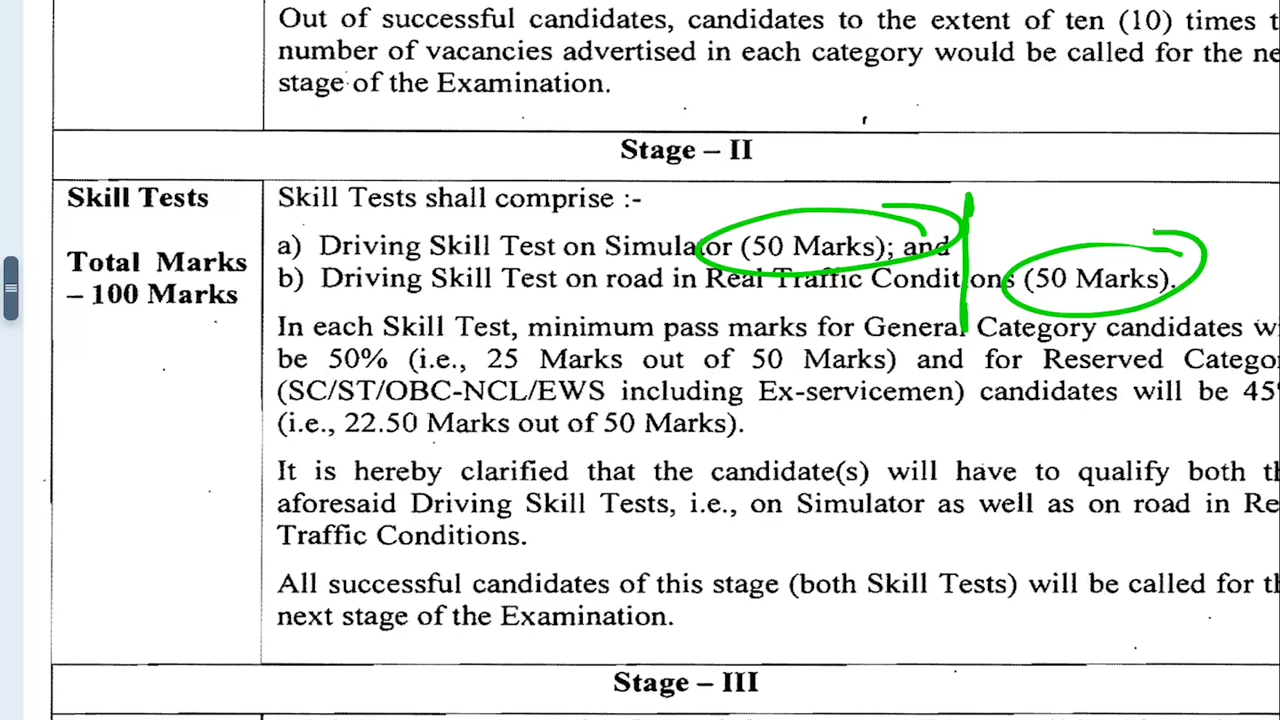 Out of successful candidates, candidates to the extent of ten (10) times
number of vacancies advertised in each category would be called for the
stage of the Examination.
Stage – II
Skill Tests
Total Marks
– 100 Marks
Skill Tests shall comprise :-
a) Driving Skill Test on Simulator (50 Marks); and
b) Driving Skill Test on road in Real Traffic Conditions (50 Marks).
In each Skill Test, minimum pass marks for General Category candidates
be 50% (i.e., 25 Marks out of 50 Marks) and for Reserved
(SC/ST/OBC-NCL/EWS including Ex-servicemen) candidates will be
(i.e., 22.50 Marks out of 50 Marks).
It is hereby clarified that the candidate(s) will have to qualify both
aforesaid Driving Skill Tests, i.e., on Simulator as well as on road in
Traffic Conditions.
All successful candidates of this stage (both Skill Tests) will be called for
next stage of the Examination.
Stage – III